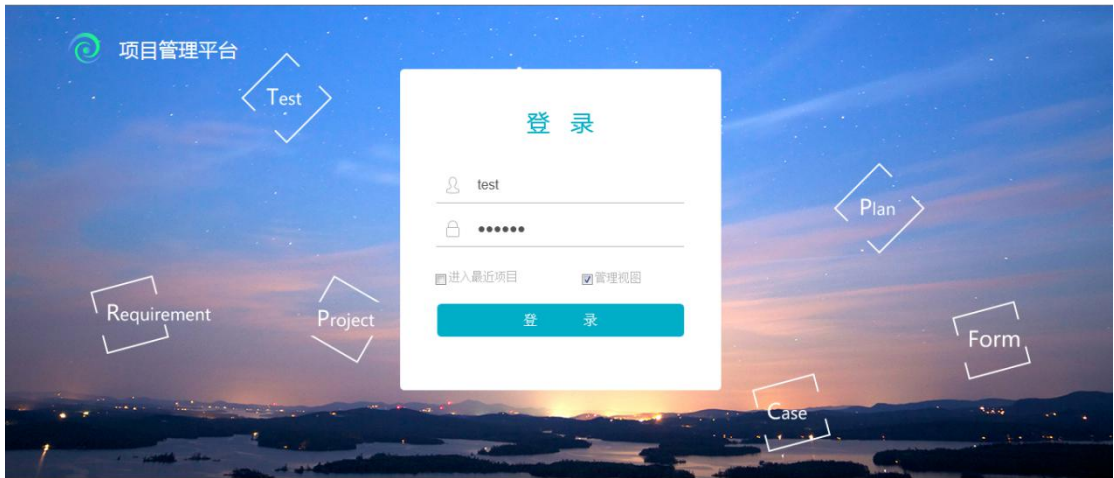 项目管理平台
Test
登 录
test
••••••
Plan
进入最近项目
管理视图
Requirement
Project
登 录
Form
Case